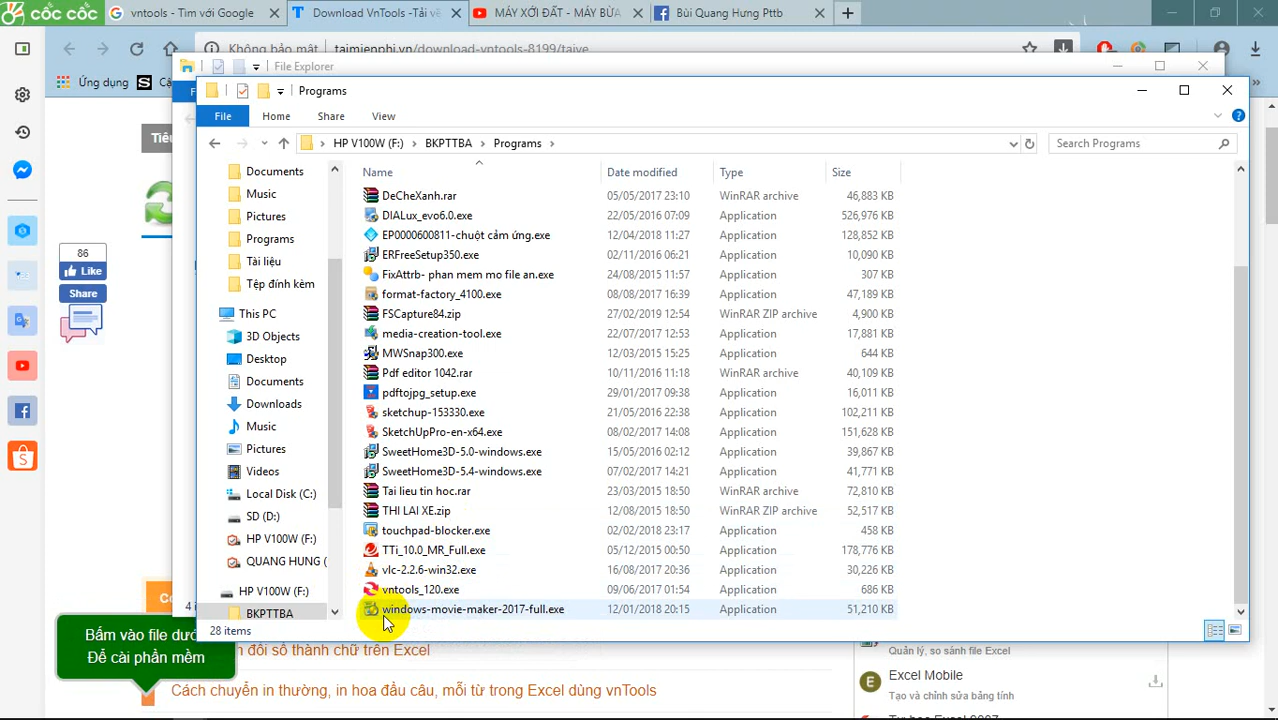 cốc cốc
vntools - Tìm với Google
Download VnTools -Tải về
MÁY XỚI ĐẤT - MÁY BỪA
Bùi Quang Hưng Pttb
Không bảo mật
taimienphi.vn/download-vntools-8199/taive
Ứng dụng
File Explorer
Programs
File
Home
Share
View
HP V100W (F:)
BKPTTBA
Programs
Search Programs
Name
Date modified
Type
Size
Documents
Music
Pictures
Programs
Tài liệu
Tệp đính kèm
This PC
3D Objects
Desktop
Documents
Downloads
Music
Pictures
Videos
Local Disk (C:)
SD (D:)
HP V100W (F:)
QUANG HUNG (
HP V100W (F:)
BKPTTBA
DeCheXanh.rar 05/05/2017 23:10 WinRAR archive 46,883 KB
DIALux_evo6.0.exe 22/05/2016 07:09 Application 526,976 KB
EP0000600811-chuột cảm ứng.exe 12/04/2018 11:27 Application 128,852 KB
ERFreeSetup350.exe 02/11/2016 06:21 Application 10,090 KB
FixAttrb- phan mem mo file an.exe 24/08/2015 11:57 Application 307 KB
format-factory_4100.exe 08/08/2017 16:39 Application 47,189 KB
FSCapture84.zip 27/02/2019 12:54 WinRAR ZIP archive 4,900 KB
media-creation-tool.exe 22/07/2017 12:53 Application 17,881 KB
MWSnap300.exe 12/03/2015 15:25 Application 644 KB
Pdf editor 1042.rar 10/11/2016 11:18 WinRAR archive 40,109 KB
pdftojpg_setup.exe 29/01/2017 09:38 Application 16,011 KB
sketchup-153330.exe 21/05/2016 22:38 Application 102,211 KB
SketchUpPro-en-x64.exe 08/02/2017 14:08 Application 151,628 KB
SweetHome3D-5.0-windows.exe 15/05/2016 02:12 Application 39,867 KB
SweetHome3D-5.4-windows.exe 07/02/2017 14:21 Application 41,771 KB
Tai lieu tin hoc.rar 23/03/2015 18:50 WinRAR archive 72,810 KB
THI LAI XE.zip 12/08/2015 18:50 WinRAR ZIP archive 52,517 KB
touchpad-blocker.exe 02/02/2018 23:17 Application 458 KB
TTi_10.0_MR_Full.exe 05/12/2015 00:50 Application 178,776 KB
vlc-2.2.6-win32.exe 16/08/2017 20:36 Application 30,226 KB
vntools_120.exe 09/06/2017 01:54 Application 686 KB
windows-movie-maker-2017-full.exe 12/01/2018 20:15 Application 51,210 KB
28 items
86
Like
Share
Bấm vào file dướ
Để cài phần mềm
đổi số thành chữ trên Excel
Cách chuyển in thường, in hoa đầu câu, mỗi từ trong Excel dùng vnTools
Quản lý, so sánh file Excel
Excel Mobile
Tạo và chỉnh sửa bảng tính